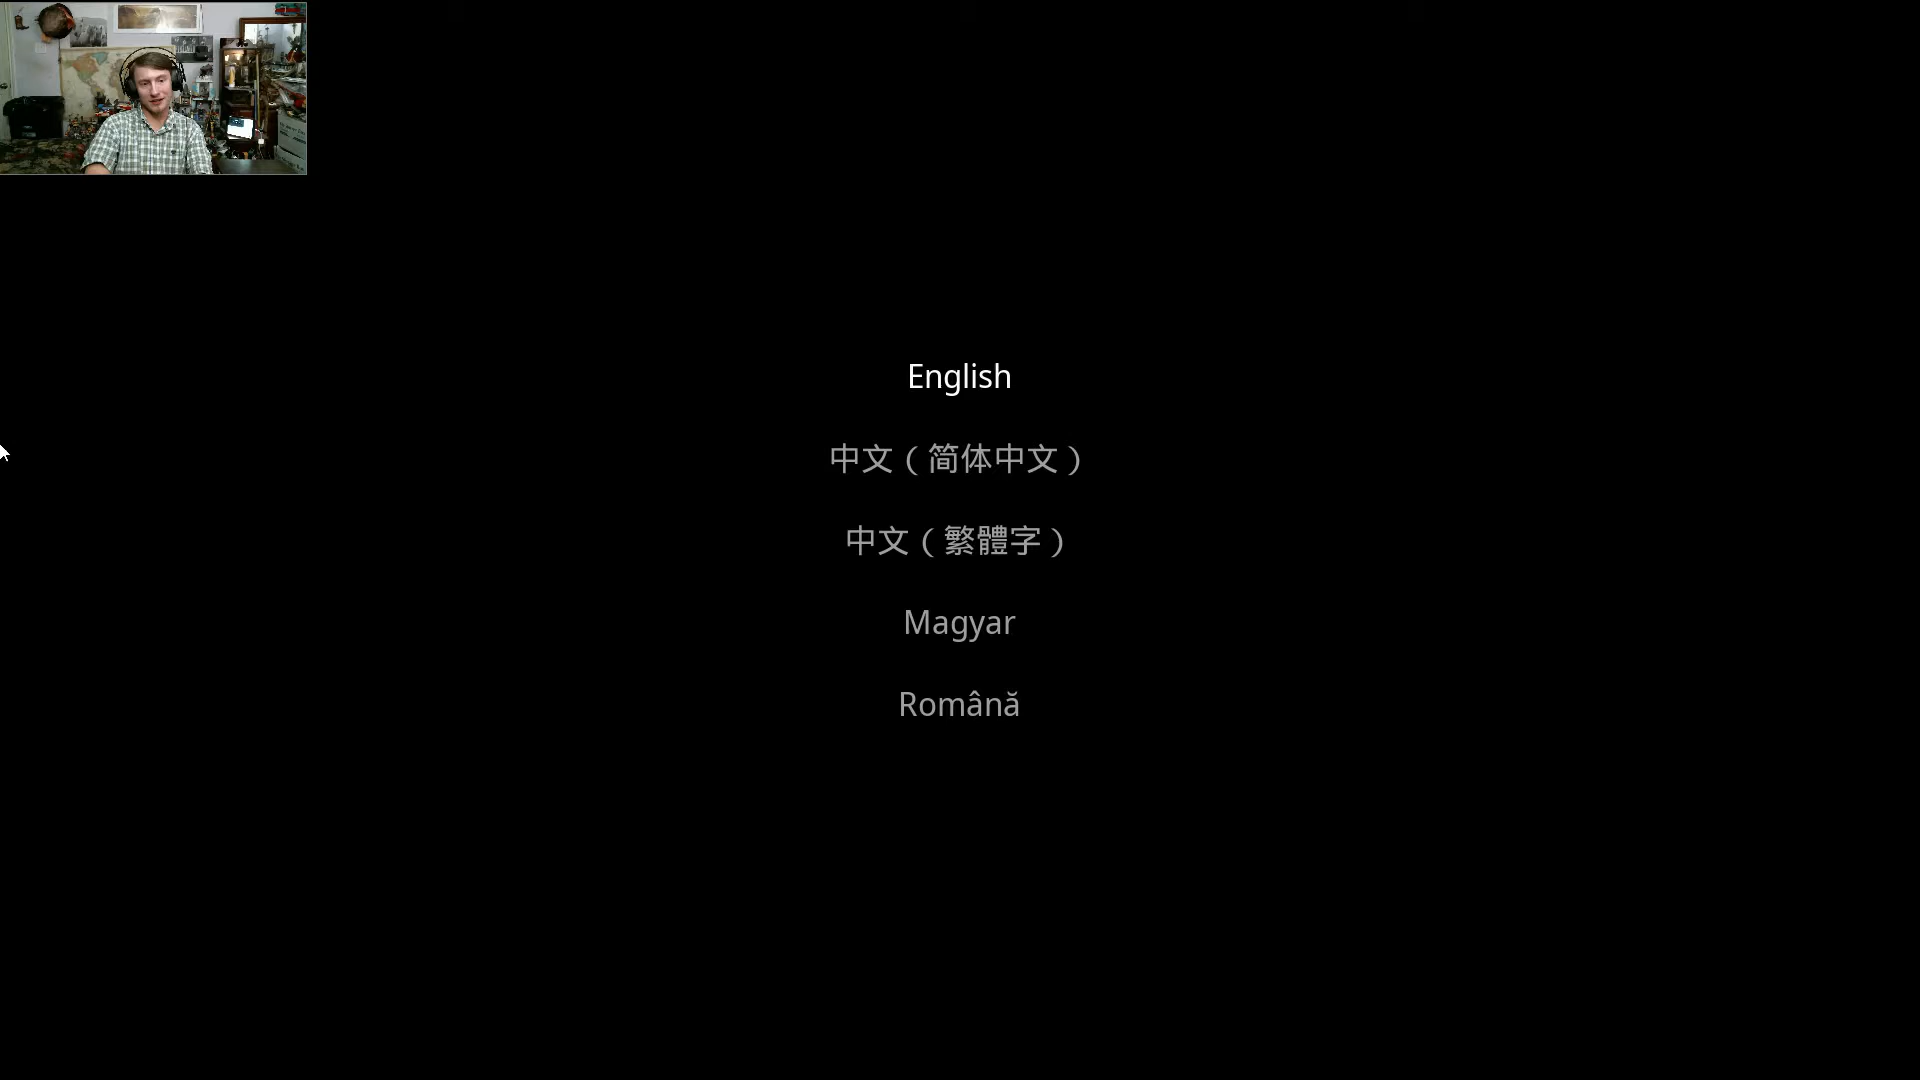 English
中文（简体中文）
中文（繁體字）
Magyar
Română